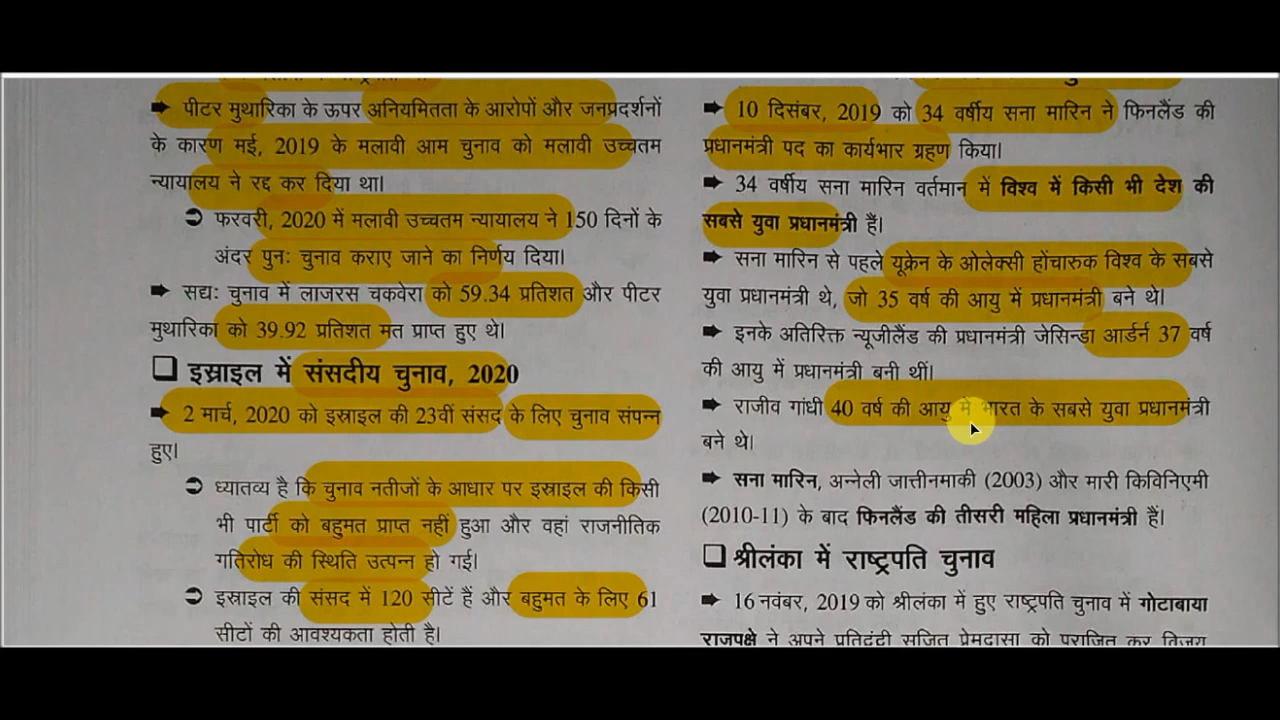 ➡ पीटर मुथारिका के ऊपर अनियमितता के आरोपों और जनप्रदर्शनों
के कारण मई, 2019 के मलावी आम चुनाव को मलावी उच्चतम
न्यायालय ने रद्द कर दिया था।
➲ फरवरी, 2020 में मलावी उच्चतम न्यायालय ने 150 दिनों के
अंदर पुनः चुनाव कराए जाने का निर्णय दिया।
➡ सद्यः चुनाव में लाजरस चकवेरा को 59.34 प्रतिशत और पीटर
मुथारिका को 39.92 प्रतिशत मत प्राप्त हुए थे।
❑ इस्राइल में संसदीय चुनाव, 2020
➡ 2 मार्च, 2020 को इस्राइल की 23वीं संसद के लिए चुनाव संपन्न
हुए।
➲ ध्यातव्य है कि चुनाव नतीजों के आधार पर इस्राइल की किसी
भी पार्टी को बहुमत प्राप्त नहीं हुआ और वहां राजनीतिक
गतिरोध की स्थिति उत्पन्न हो गई।
➲ इस्राइल की संसद में 120 सीटें हैं और बहुमत के लिए 61
सीटों की आवश्यकता होती है।
➡ 10 दिसंबर, 2019 को 34 वर्षीय सना मारिन ने फिनलैंड की
प्रधानमंत्री पद का कार्यभार ग्रहण किया।
➡ 34 वर्षीय सना मारिन वर्तमान में विश्व में किसी भी देश की
सबसे युवा प्रधानमंत्री हैं।
➡ सना मारिन से पहले यूक्रेन के ओलेक्सी होंचारुक विश्व के सबसे
युवा प्रधानमंत्री थे, जो 35 वर्ष की आयु में प्रधानमंत्री बने थे।
➡ इनके अतिरिक्त न्यूजीलैंड की प्रधानमंत्री जेसिन्डा आर्डर्न 37 वर्ष
की आयु में प्रधानमंत्री बनी थीं।
➡ राजीव गांधी 40 वर्ष की आयु में भारत के सबसे युवा प्रधानमंत्री
बने थे।
➡ सना मारिन, अन्नेली जात्तीनमाकी (2003) और मारी किविनिएमी
(2010-11) के बाद फिनलैंड की तीसरी महिला प्रधानमंत्री हैं।
❑ श्रीलंका में राष्ट्रपति चुनाव
➡ 16 नवंबर, 2019 को श्रीलंका में हुए राष्ट्रपति चुनाव में गोटाबाया
राजपक्षे ने अपने प्रतिद्वंद्वी सजित प्रेमदासा को पराजित कर विजय